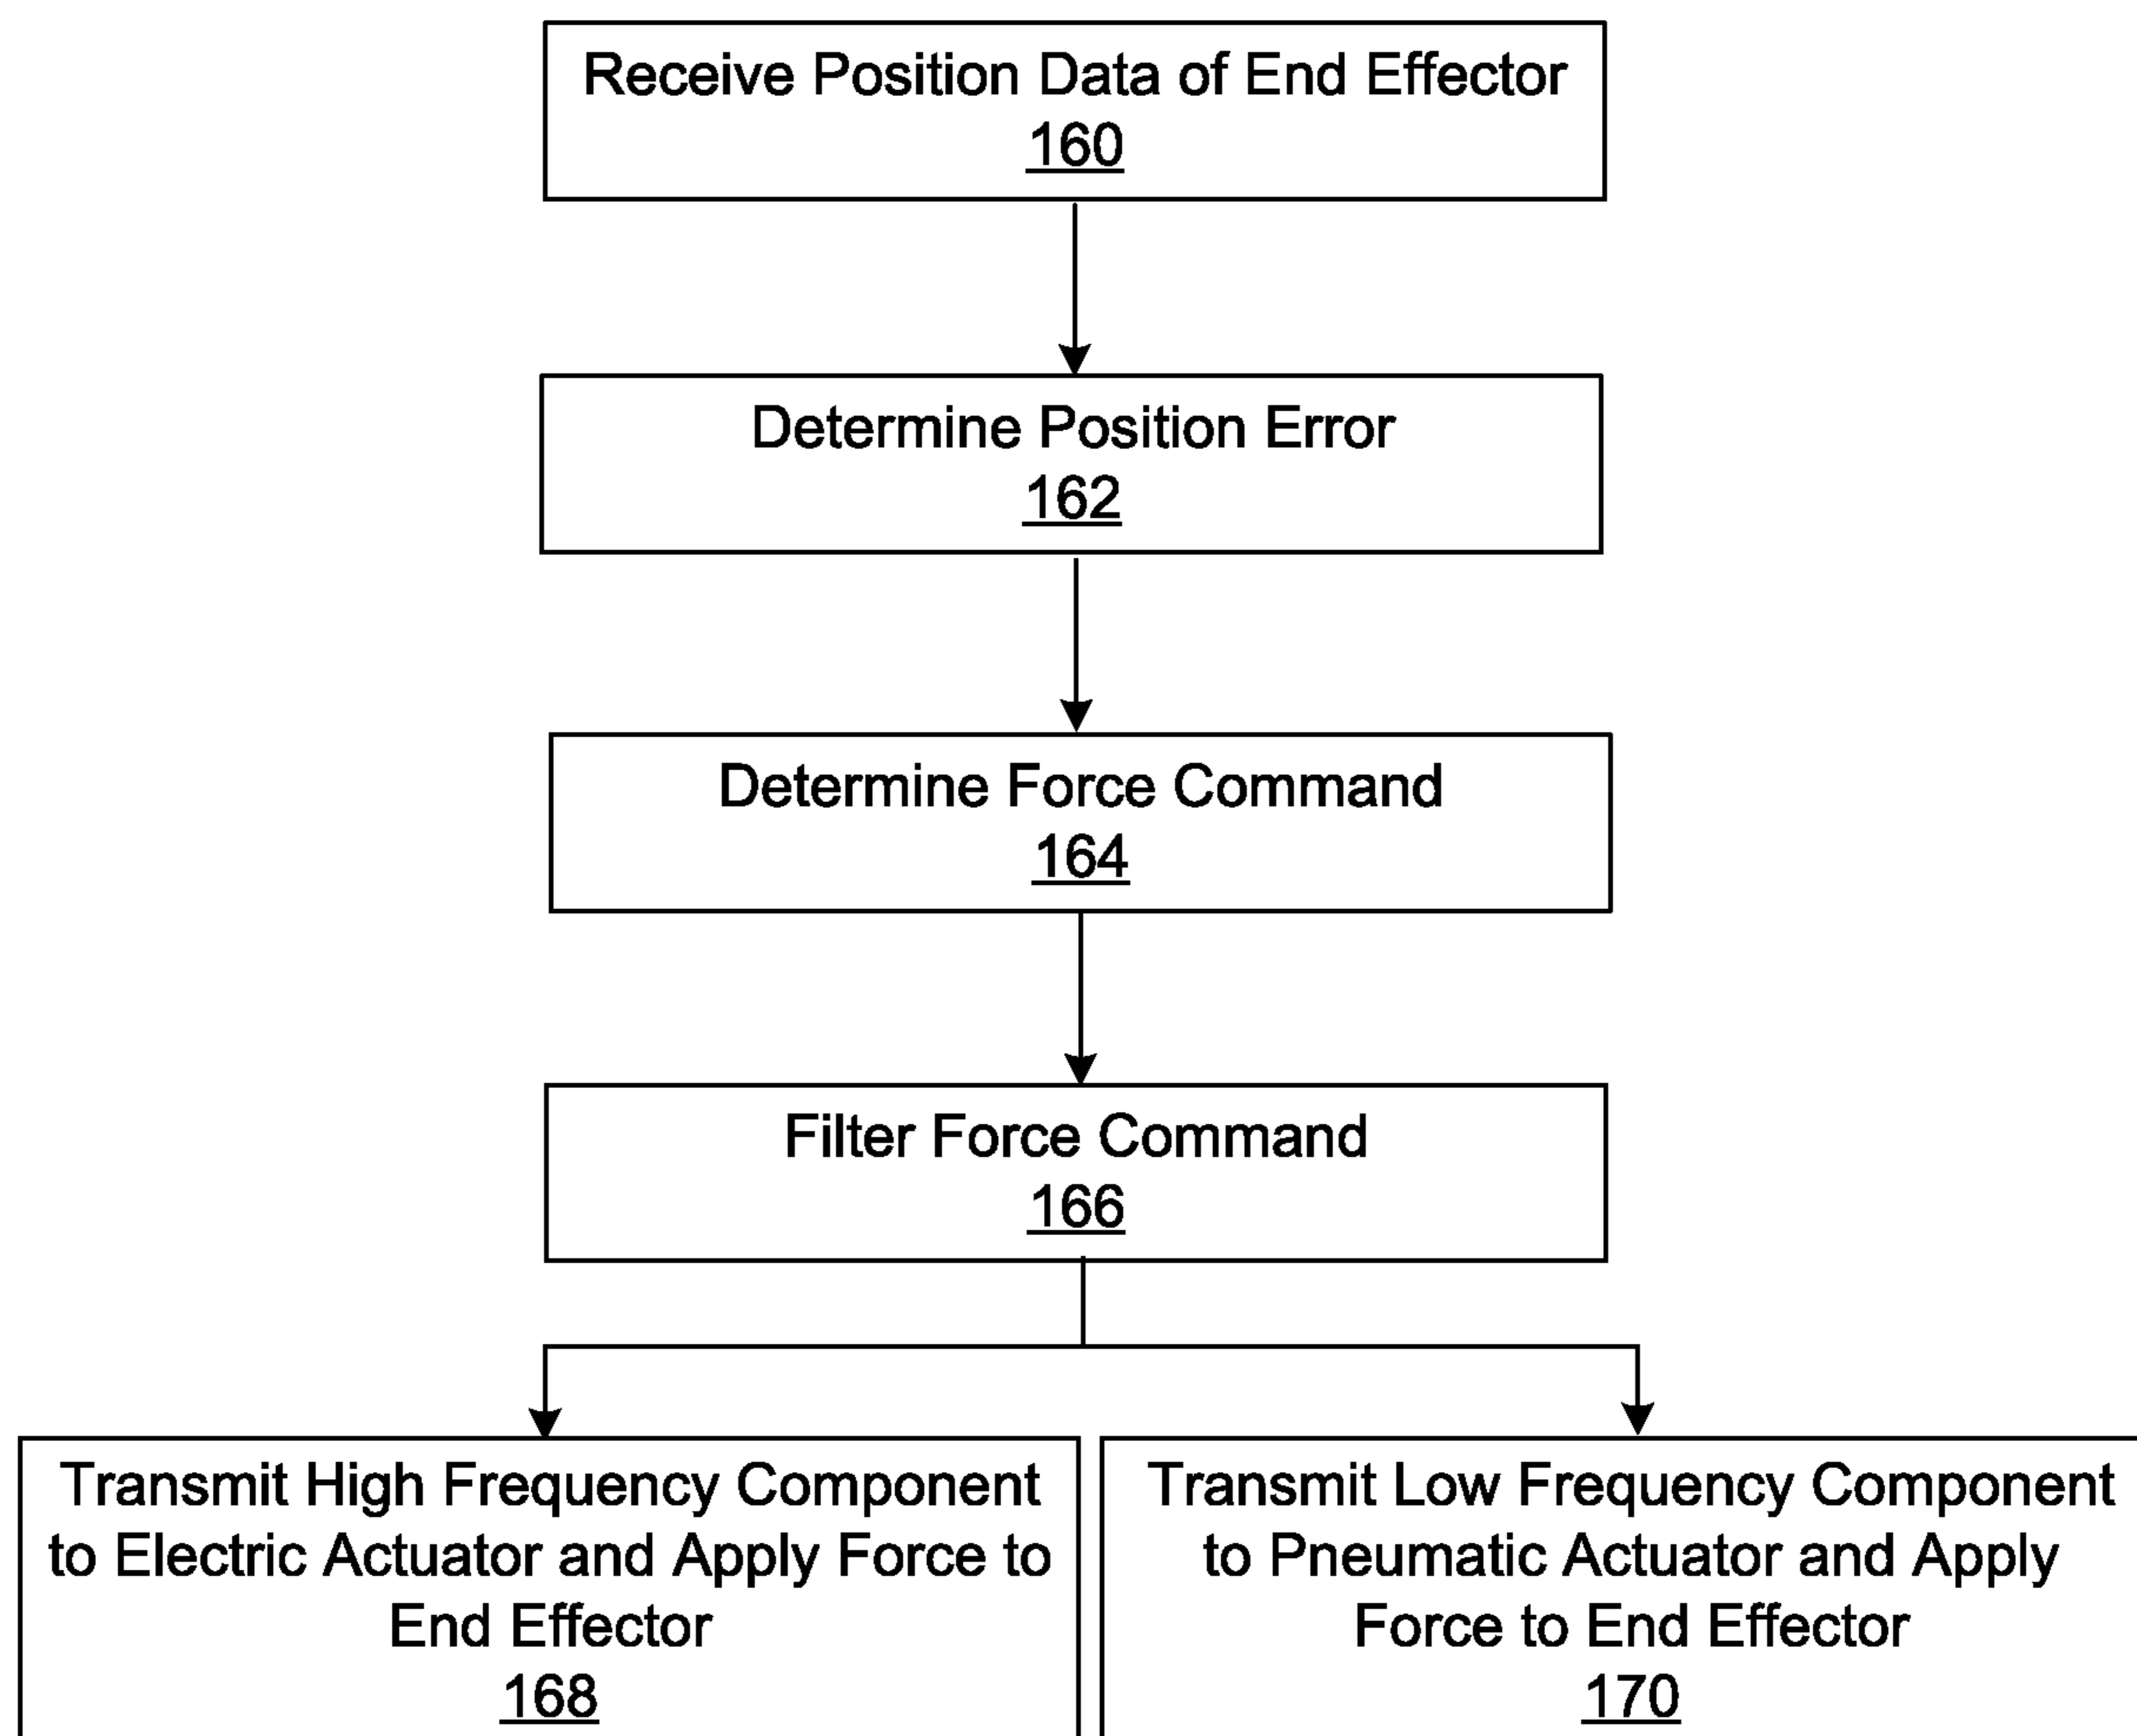 Receive Position Data of End Effector
160
Determine Position Error
162
Determine Force Command
164
Filter Force Command
166
Transmit High Frequency Component
to Electric Actuator and Apply Force to
End Effector
168
Transmit Low Frequency Component
to Pneumatic Actuator and Apply
Force to End Effector
170